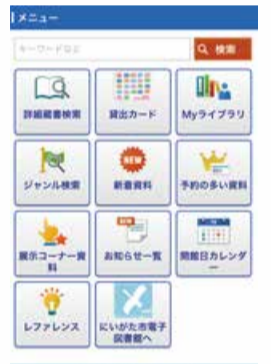 メニュー
キーワードなど
検索
詳細蔵書検索
貸出カード
Myライブラリ
ジャンル検索
NEW
新着資料
予約の多い資料
展示コーナー資
料
NEW
お知らせ一覧
開館日カレンダ
ー
レファレンス
にいがた市電子
図書館へ